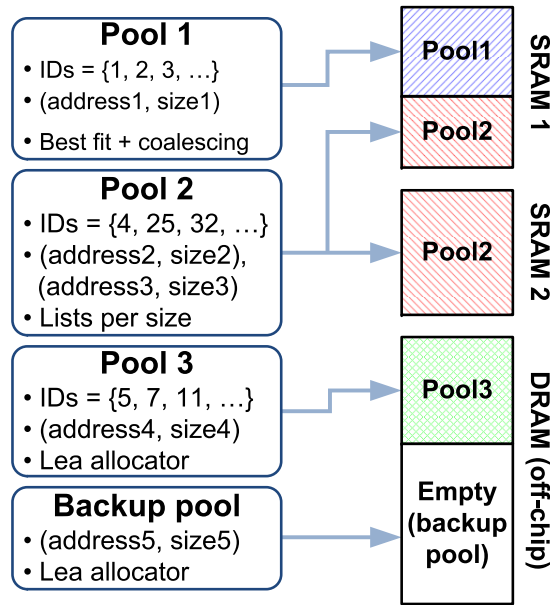 Pool 1
• IDs = {1, 2, 3, …}
• (address1, size1)
• Best fit + coalescing
Pool 2
• IDs = {4, 25, 32, …}
• (address2, size2),
(address3, size3)
• Lists per size
Pool 3
• IDs = {5, 7, 11, …}
• (address4, size4)
• Lea allocator
Backup pool
• (address5, size5)
• Lea allocator
Pool1
Pool2
SRAM 1
Pool2
SRAM 2
Pool3
Empty
(backup
pool)
DRAM (off-chip)